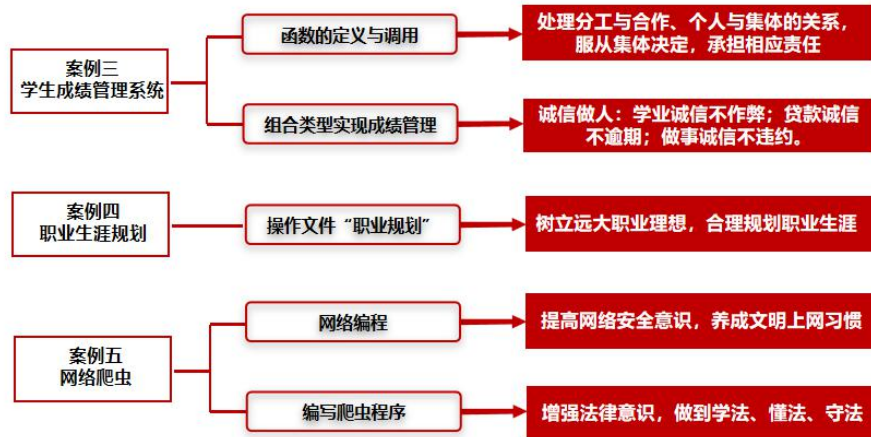 案例三
学生成绩管理系统
函数的定义与调用
处理分工与合作、个人与集体的关系，
服从集体决定，承担相应责任
组合类型实现成绩管理
诚信做人：学业诚信不作弊；贷款诚信
不逾期；做事诚信不违约。
案例四
职业生涯规划
操作文件“职业规划”
树立远大职业理想，合理规划职业生涯
案例五
网络爬虫
网络编程
提高网络安全意识，养成文明上网习惯
编写爬虫程序
增强法律意识，做到学法、懂法、守法